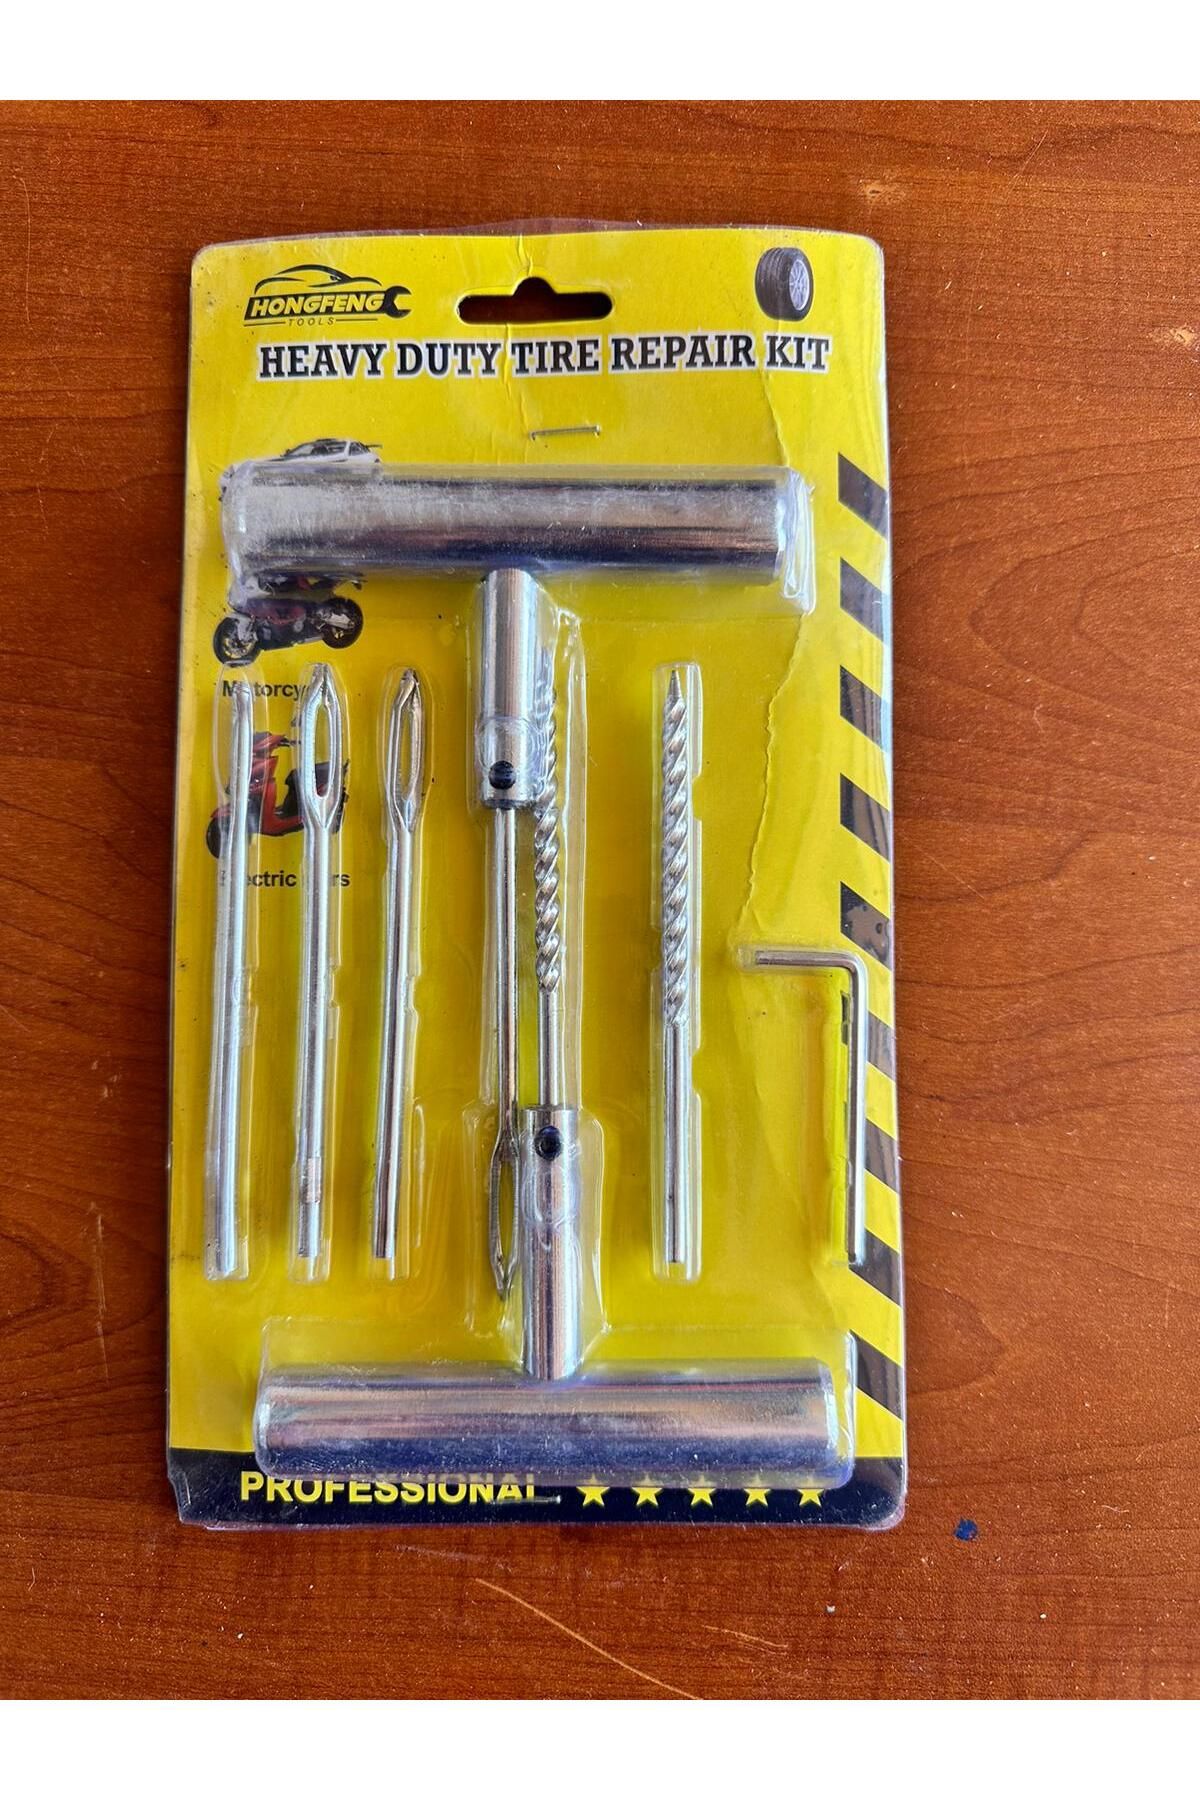 HONGFENG
TOOLS
HEAVY DUTY TIRE REPAIR KIT
PROFESSIONAL